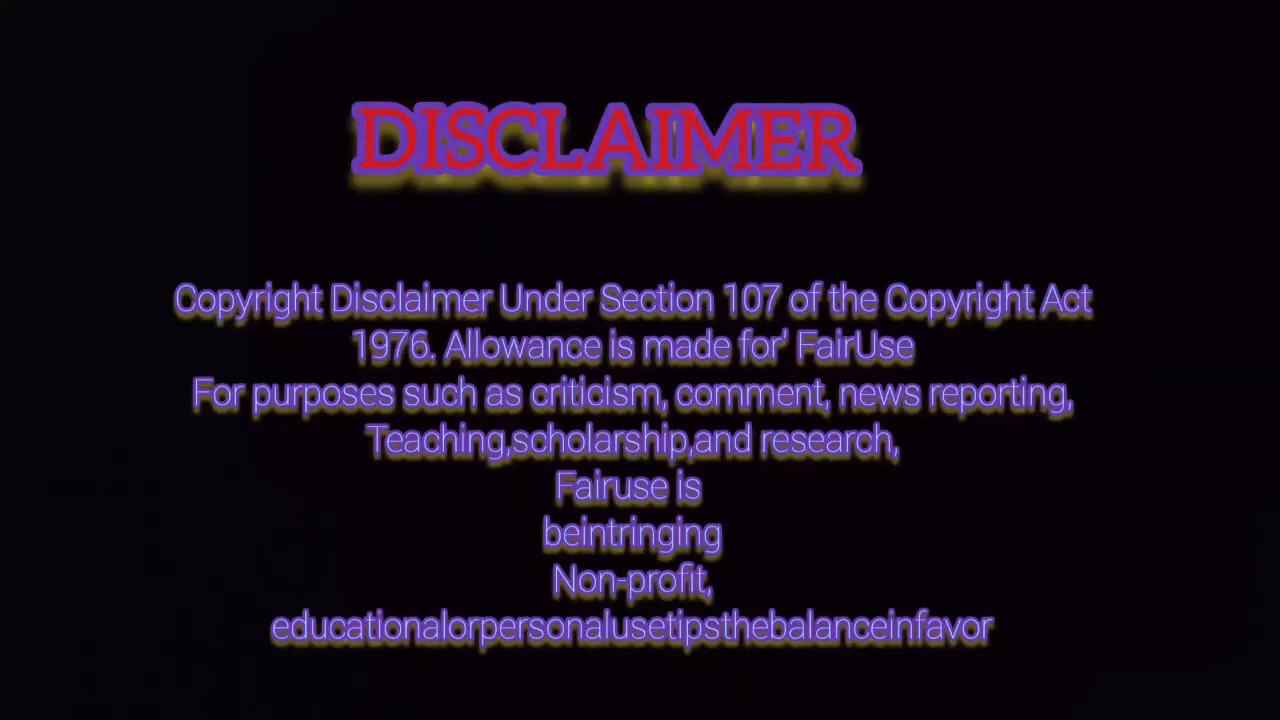 DISCLAIMER
Copyright Disclaimer Under Section 107 of the Copyright Act
1976. Allowance is made for' FairUse
For purposes such as criticism, comment, news reporting,
Teaching,scholarship,and research,
Fairuse is
beintringing
Non-profit,
educationalorpersonalusetipsthebalanceinfavor